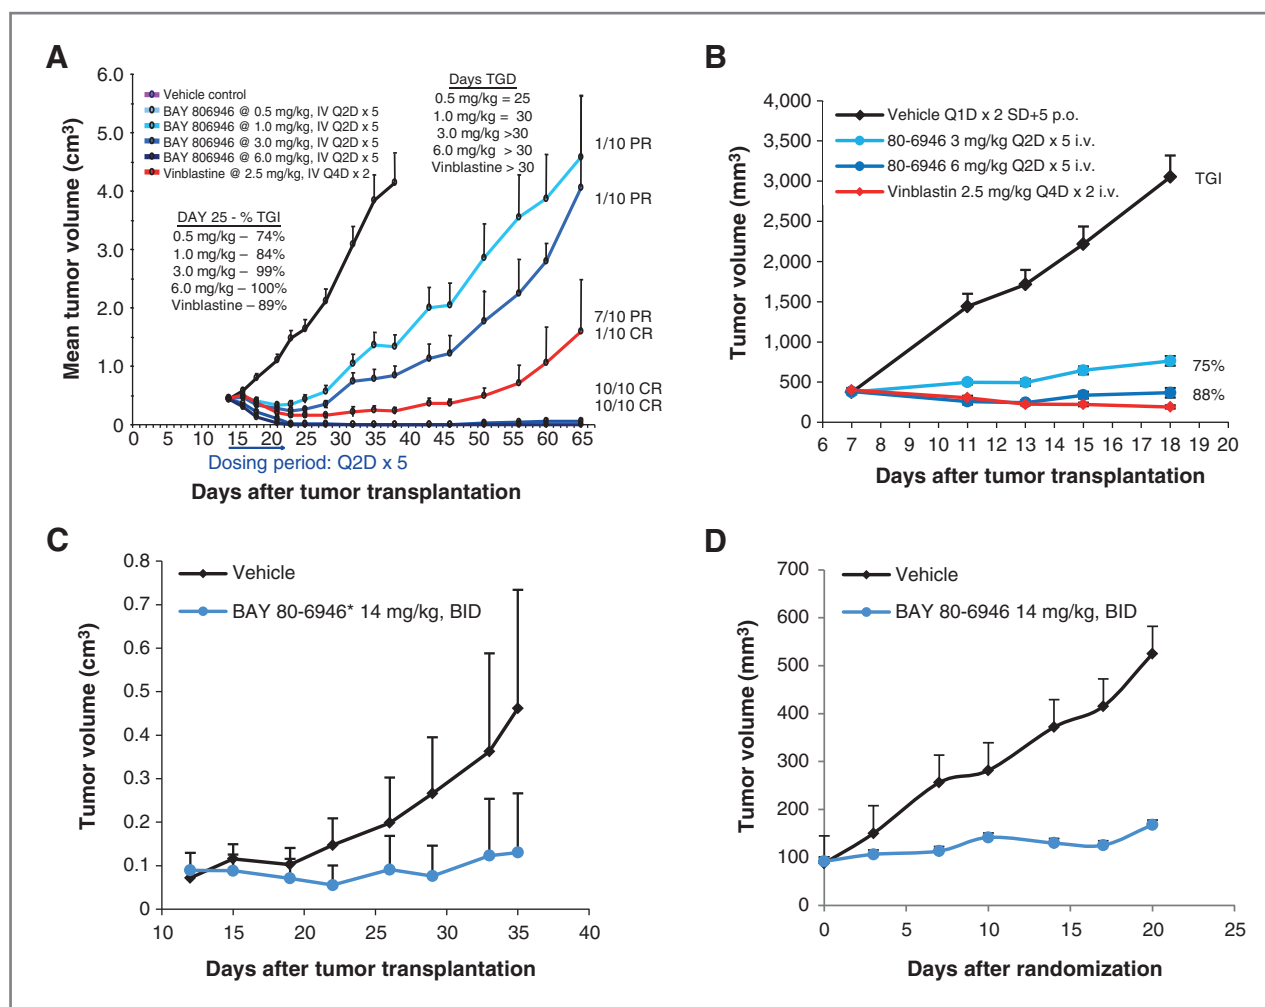 A
6.0
5.0
4.0
3.0
2.0
1.0
0
Mean tumor volume (cm³)
Vehicle control
BAY 806946 @ 0.5 mg/kg, IV Q2D x 5
BAY 806946 @ 1.0 mg/kg, IV Q2D x 5
BAY 806946 @ 3.0 mg/kg, IV Q2D x 5
BAY 806946 @ 6.0 mg/kg, IV Q2D x 5
Vinblastine @ 2.5 mg/kg, IV Q4D x 2
Days TGD
0.5 mg/kg = 25
1.0 mg/kg = 30
3.0 mg/kg >30
6.0 mg/kg > 30
Vinblastine > 30
DAY 25 - % TGI
0.5 mg/kg – 74%
1.0 mg/kg – 84%
3.0 mg/kg – 99%
6.0 mg/kg – 100%
Vinblastine – 89%
1/10 PR
1/10 PR
7/10 PR
1/10 CR
10/10 CR
10/10 CR
0 5 10 15 20 25 30 35 40 45 50 55 60 65
Dosing period: Q2D x 5
Days after tumor transplantation
B
4,000
3,500
3,000
2,500
2,000
1,500
1,000
500
0
Tumor volume (mm³)
Vehicle Q1D x 2 SD+5 p.o.
80-6946 3 mg/kg Q2D x 5 i.v.
80-6946 6 mg/kg Q2D x 5 i.v.
Vinblastin 2.5 mg/kg Q4D x 2 i.v.
TGI
75%
88%
6 7 8 9 10 11 12 13 14 15 16 17 18 19 20
Days after tumor transplantation
C
0.8
0.7
0.6
0.5
0.4
0.3
0.2
0.1
0
Tumor volume (cm³)
Vehicle
BAY 80-6946* 14 mg/kg, BID
10 15 20 25 30 35 40
Days after tumor transplantation
D
700
600
500
400
300
200
100
0
Tumor volume (mm³)
Vehicle
BAY 80-6946 14 mg/kg, BID
0 5 10 15 20 25
Days after randomization